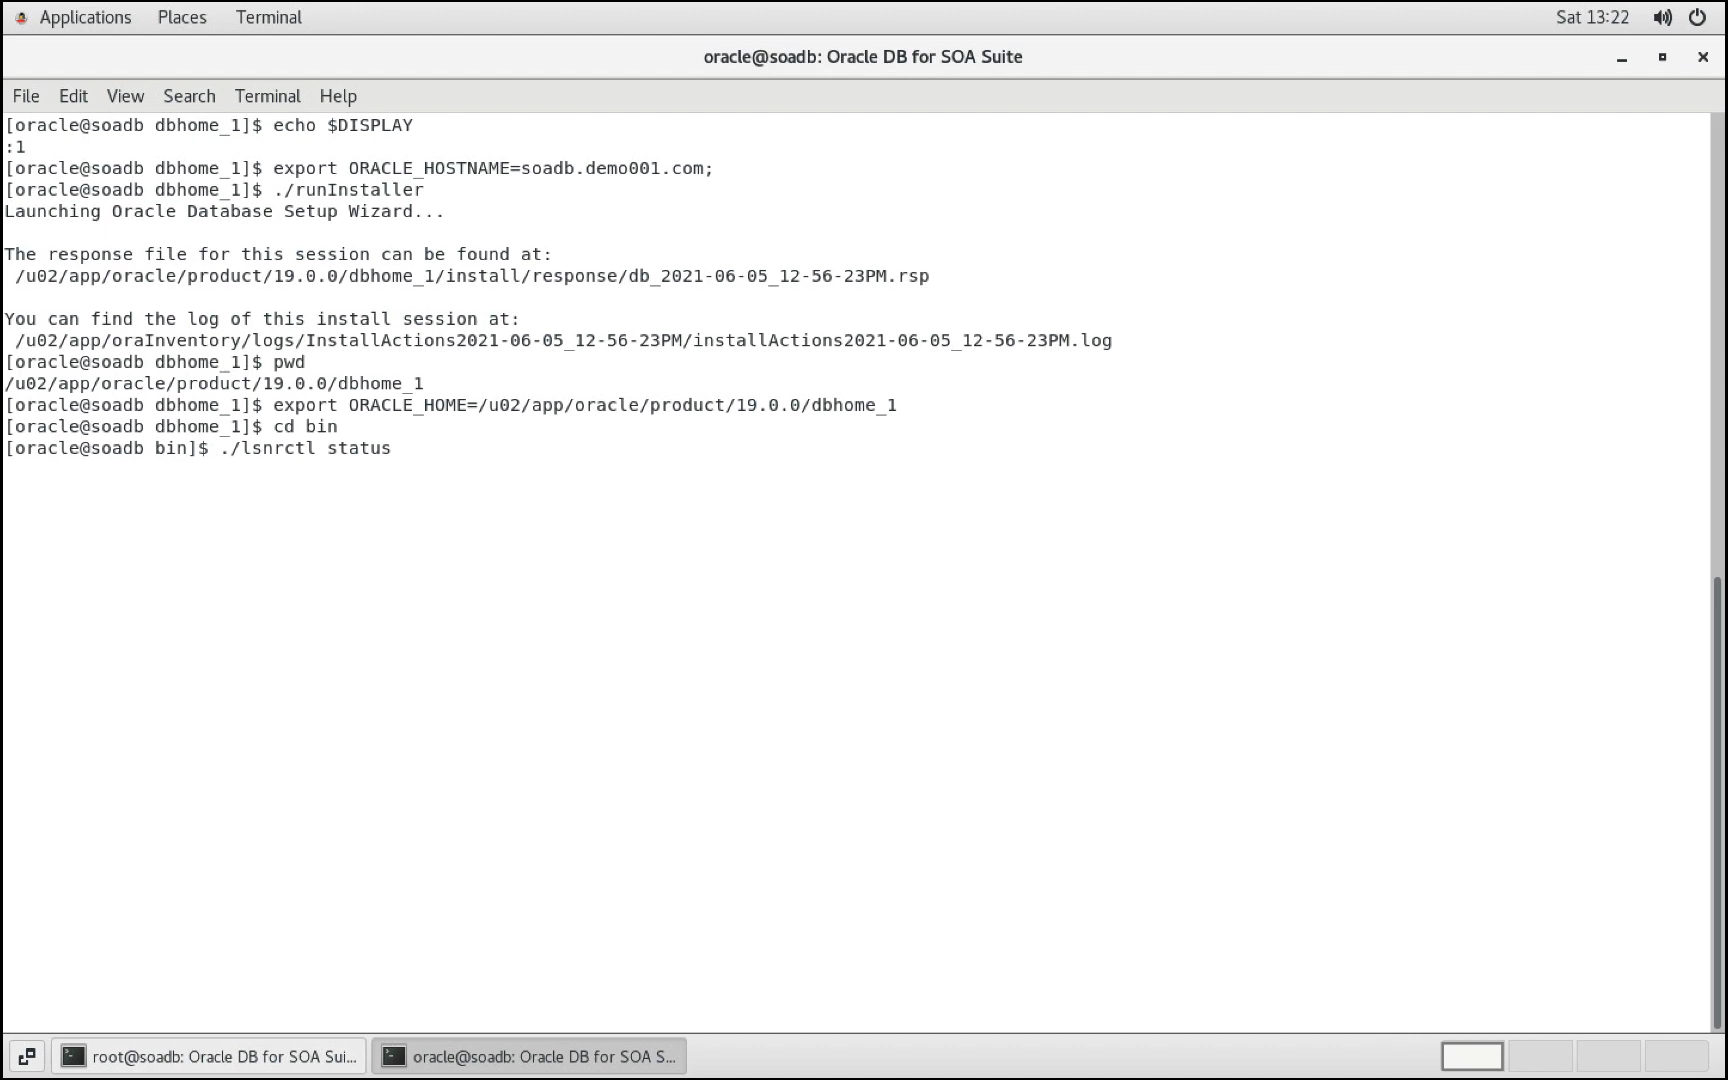 Applications Places Terminal Sat 13:22
oracle@soadb: Oracle DB for SOA Suite
File Edit View Search Terminal Help
[oracle@soadb dbhome_1]$ echo $DISPLAY
:1
[oracle@soadb dbhome_1]$ export ORACLE_HOSTNAME=soadb.demo001.com;
[oracle@soadb dbhome_1]$ ./runInstaller
Launching Oracle Database Setup Wizard...
The response file for this session can be found at:
/u02/app/oracle/product/19.0.0/dbhome_1/install/response/db_2021-06-05_12-56-23PM.rsp
You can find the log of this install session at:
/u02/app/oraInventory/logs/InstallActions2021-06-05_12-56-23PM/installActions2021-06-05_12-56-23PM.log
[oracle@soadb dbhome_1]$ pwd
/u02/app/oracle/product/19.0.0/dbhome_1
[oracle@soadb dbhome_1]$ export ORACLE_HOME=/u02/app/oracle/product/19.0.0/dbhome_1
[oracle@soadb dbhome_1]$ cd bin
[oracle@soadb bin]$ ./lsnrctl status
root@soadb: Oracle DB for SOA Sui... oracle@soadb: Oracle DB for SOA S...